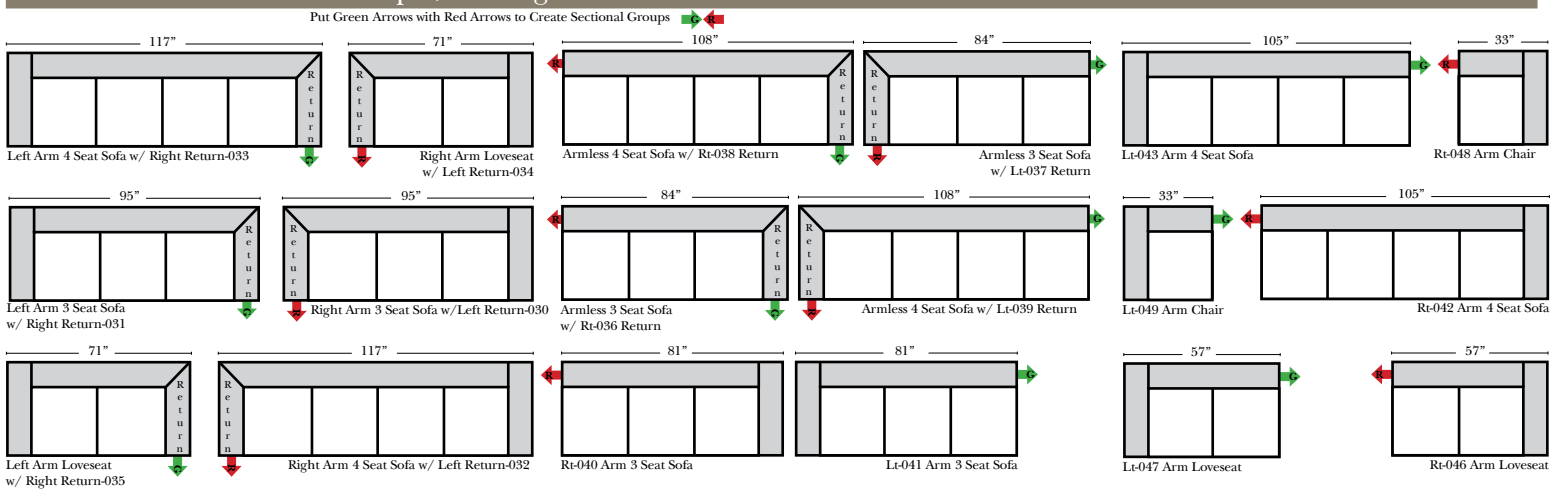 Put Green Arrows with Red Arrows to Create Sectional Groups G R
117” 71” 108” 84” 105” 33”
R R G G R
Return Return Return Return
Left Arm 4 Seat Sofa w/ Right Return-033
G
Right Arm Loveseat
w/ Left Return-034
R
Armless 4 Seat Sofa w/ Rt-038 Return
G
Armless 3 Seat Sofa
w/ Lt-037 Return
R
Lt-043 Arm 4 Seat Sofa
Rt-048 Arm Chair
95” 95” 84” 108” 33” 105”
R G G R
Return Return Return Return
Left Arm 3 Seat Sofa
w/ Right Return-031
G
Right Arm 3 Seat Sofa w/Left Return-030
R
Armless 3 Seat Sofa
w/ Rt-036 Return
G
Armless 4 Seat Sofa w/ Lt-039 Return
R
Lt-049 Arm Chair
Rt-042 Arm 4 Seat Sofa
71” 117” 81” 81” 57” 57”
R G G R
Return Return
Left Arm Loveseat
w/ Right Return-035
G
Right Arm 4 Seat Sofa w/ Left Return-032
R
Rt-040 Arm 3 Seat Sofa
Lt-041 Arm 3 Seat Sofa
Lt-047 Arm Loveseat
Rt-046 Arm Loveseat